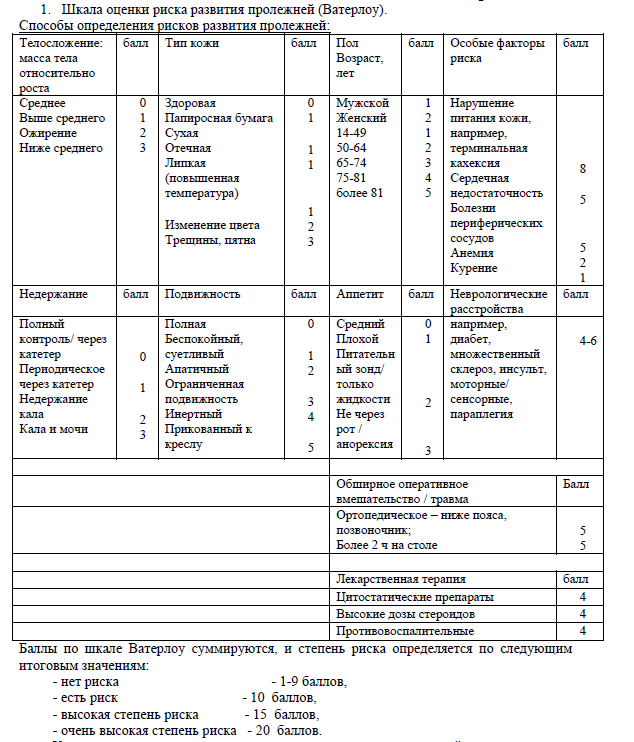 1. Шкала оценки риска развития пролежней (Ватерлоу).
Способы определения рисков развития пролежней:
Телосложение: масса тела относительно роста | балл | Тип кожи | балл | Пол Возраст, лет | балл | Особые факторы риска | балл
Среднее 0
Выше среднего 1
Ожирение 2
Ниже среднего 3
Здоровая 0
Папиросная бумага 1
Сухая
Отечная 1
Липкая 1
(повышенная
температура)
1
Изменение цвета 2
Трещины, пятна 3
Мужской 1
Женский 2
14-49 1
50-64 2
65-74 3
75-81 4
более 81 5
Нарушение
питания кожи,
например,
терминальная
кахексия 8
Сердечная
недостаточность 5
Болезни
периферических
сосудов 5
Анемия 2
Курение 1
Недержание | балл | Подвижность | балл | Аппетит | балл | Неврологические расстройства | балл
Полный
контроль/ через
катетер 0
Периодическое
через катетер 1
Недержание
кала 2
Кала и мочи 3
Полная 0
Беспокойный,
суетливый 1
Апатичный 2
Ограниченная
подвижность 3
Инертный 4
Прикованный к
креслу 5
Средний 0
Плохой 1
Питательн
ый зонд/
только
жидкости 2
Не через
рот /
анорексия 3
например, 4-6
диабет,
множественный
склероз, инсульт,
моторные/
сенсорные,
параплегия
Обширное оперативное Балл
вмешательство / травма
Ортопедическое – ниже пояса,
позвоночник; 5
Более 2 ч на столе 5
Лекарственная терапия балл
Цитостатические препараты 4
Высокие дозы стероидов 4
Противовоспалительные 4
Баллы по шкале Ватерлоу суммируются, и степень риска определяется по следующим
итоговым значениям:
- нет риска - 1-9 баллов,
- есть риск - 10 баллов,
- высокая степень риска - 15 баллов,
- очень высокая степень риска - 20 баллов.